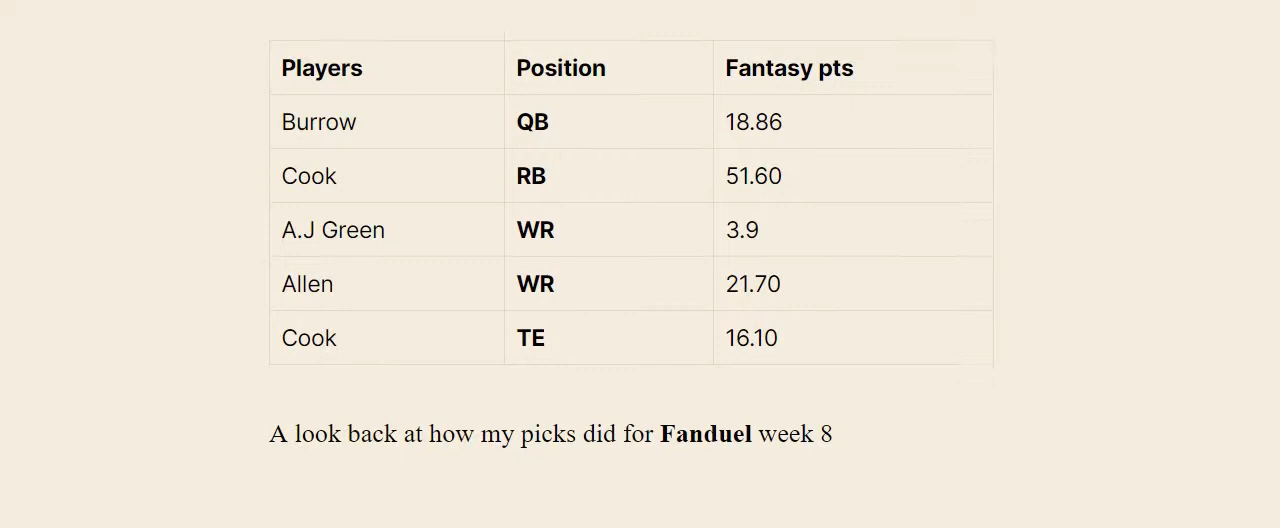 Players Position Fantasy pts
Burrow QB 18.86
Cook RB 51.60
A.J Green WR 3.9
Allen WR 21.70
Cook TE 16.10
A look back at how my picks did for Fanduel week 8